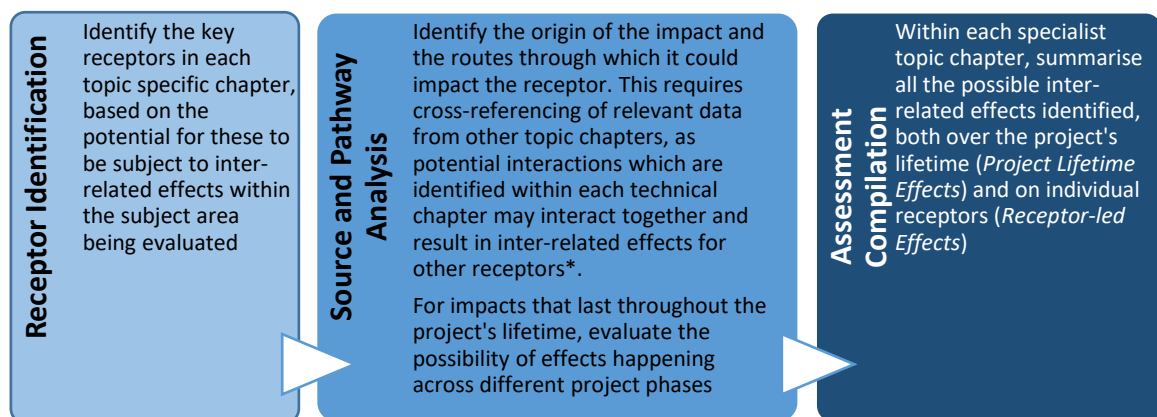 Receptor Identification
Identify the key
receptors in each
topic specific chapter,
based on the
potential for these to
be subject to inter-
related effects within
the subject area
being evaluated
Source and Pathway
Analysis
Identify the origin of the impact and
the routes through which it could
impact the receptor. This requires
cross-referencing of relevant data
from other topic chapters, as
potential interactions which are
identified within each technical
chapter may interact together and
result in inter-related effects for
other receptors*.
For impacts that last throughout the
project's lifetime, evaluate the
possibility of effects happening
across different project phases
Assessment
Compilation
Within each specialist
topic chapter, summarise
all the possible inter-
related effects identified,
both over the project's
lifetime (Project Lifetime
Effects) and on individual
receptors (Receptor-led
Effects)